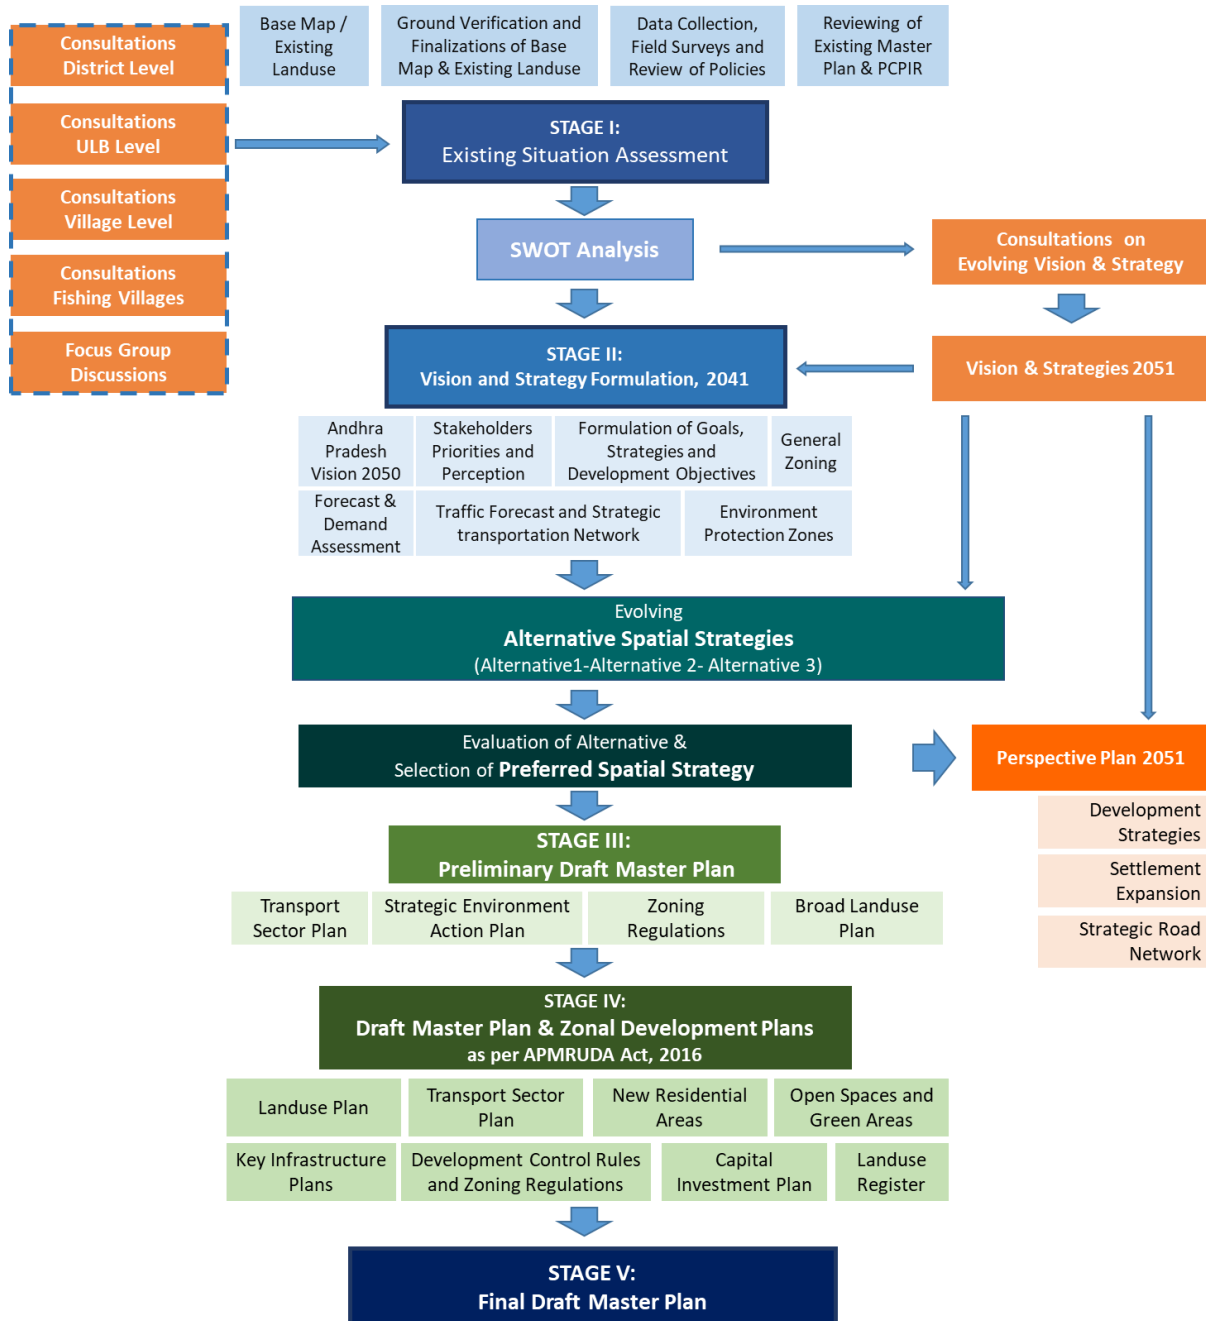 Consultations
District Level
Consultations
ULB Level
Consultations
Village Level
Consultations
Fishing Villages
Focus Group
Discussions
Base Map /
Existing
Landuse
Ground Verification and
Finalizations of Base
Map & Existing Landuse
Data Collection,
Field Surveys and
Review of Policies
Reviewing of
Existing Master
Plan & PCPIR
STAGE I:
Existing Situation Assessment
SWOT Analysis
Consultations on
Evolving Vision & Strategy
STAGE II:
Vision and Strategy Formulation, 2041
Vision & Strategies 2051
Andhra
Pradesh
Vision 2050
Stakeholders
Priorities and
Perception
Formulation of Goals,
Strategies and
Development Objectives
General
Zoning
Forecast &
Demand
Assessment
Traffic Forecast and Strategic
transportation Network
Environment
Protection Zones
Evolving
Alternative Spatial Strategies
(Alternative1-Alternative 2- Alternative 3)
Evaluation of Alternative &
Selection of Preferred Spatial Strategy
Perspective Plan 2051
Development
Strategies
Settlement
Expansion
Strategic Road
Network
STAGE III:
Preliminary Draft Master Plan
Transport
Sector Plan
Strategic Environment
Action Plan
Zoning
Regulations
Broad Landuse
Plan
STAGE IV:
Draft Master Plan & Zonal Development Plans
as per APMRUDA Act, 2016
Landuse Plan
Transport Sector
Plan
New Residential
Areas
Open Spaces and
Green Areas
Key Infrastructure
Plans
Development Control Rules
and Zoning Regulations
Capital
Investment Plan
Landuse
Register
STAGE V:
Final Draft Master Plan